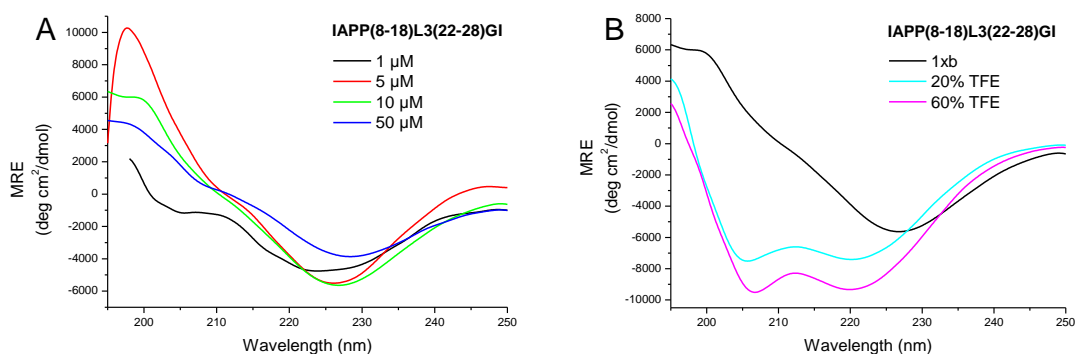 A
IAPP(8-18)L3(22-28)GI
1 µM
5 µM
10 µM
50 µM
10000
8000
6000
4000
2000
0
-2000
-4000
-6000
MRE
(deg cm²/dmol)
200
210
220
230
240
250
Wavelength (nm)
B
IAPP(8-18)L3(22-28)GI
1xb
20% TFE
60% TFE
8000
6000
4000
2000
0
-2000
-4000
-6000
-8000
-10000
MRE
(deg cm²/dmol)
200
210
220
230
240
250
Wavelength (nm)